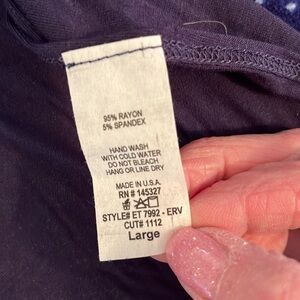 95% RAYON
5% SPANDEX
HAND WASH
WITH COLD WATER
DO NOT BLEACH
HANG OR LINE DRY
MADE IN U.S.A.
RN # 145327
STYLE# ET 7992 - ERV
CUT# 1112
Large